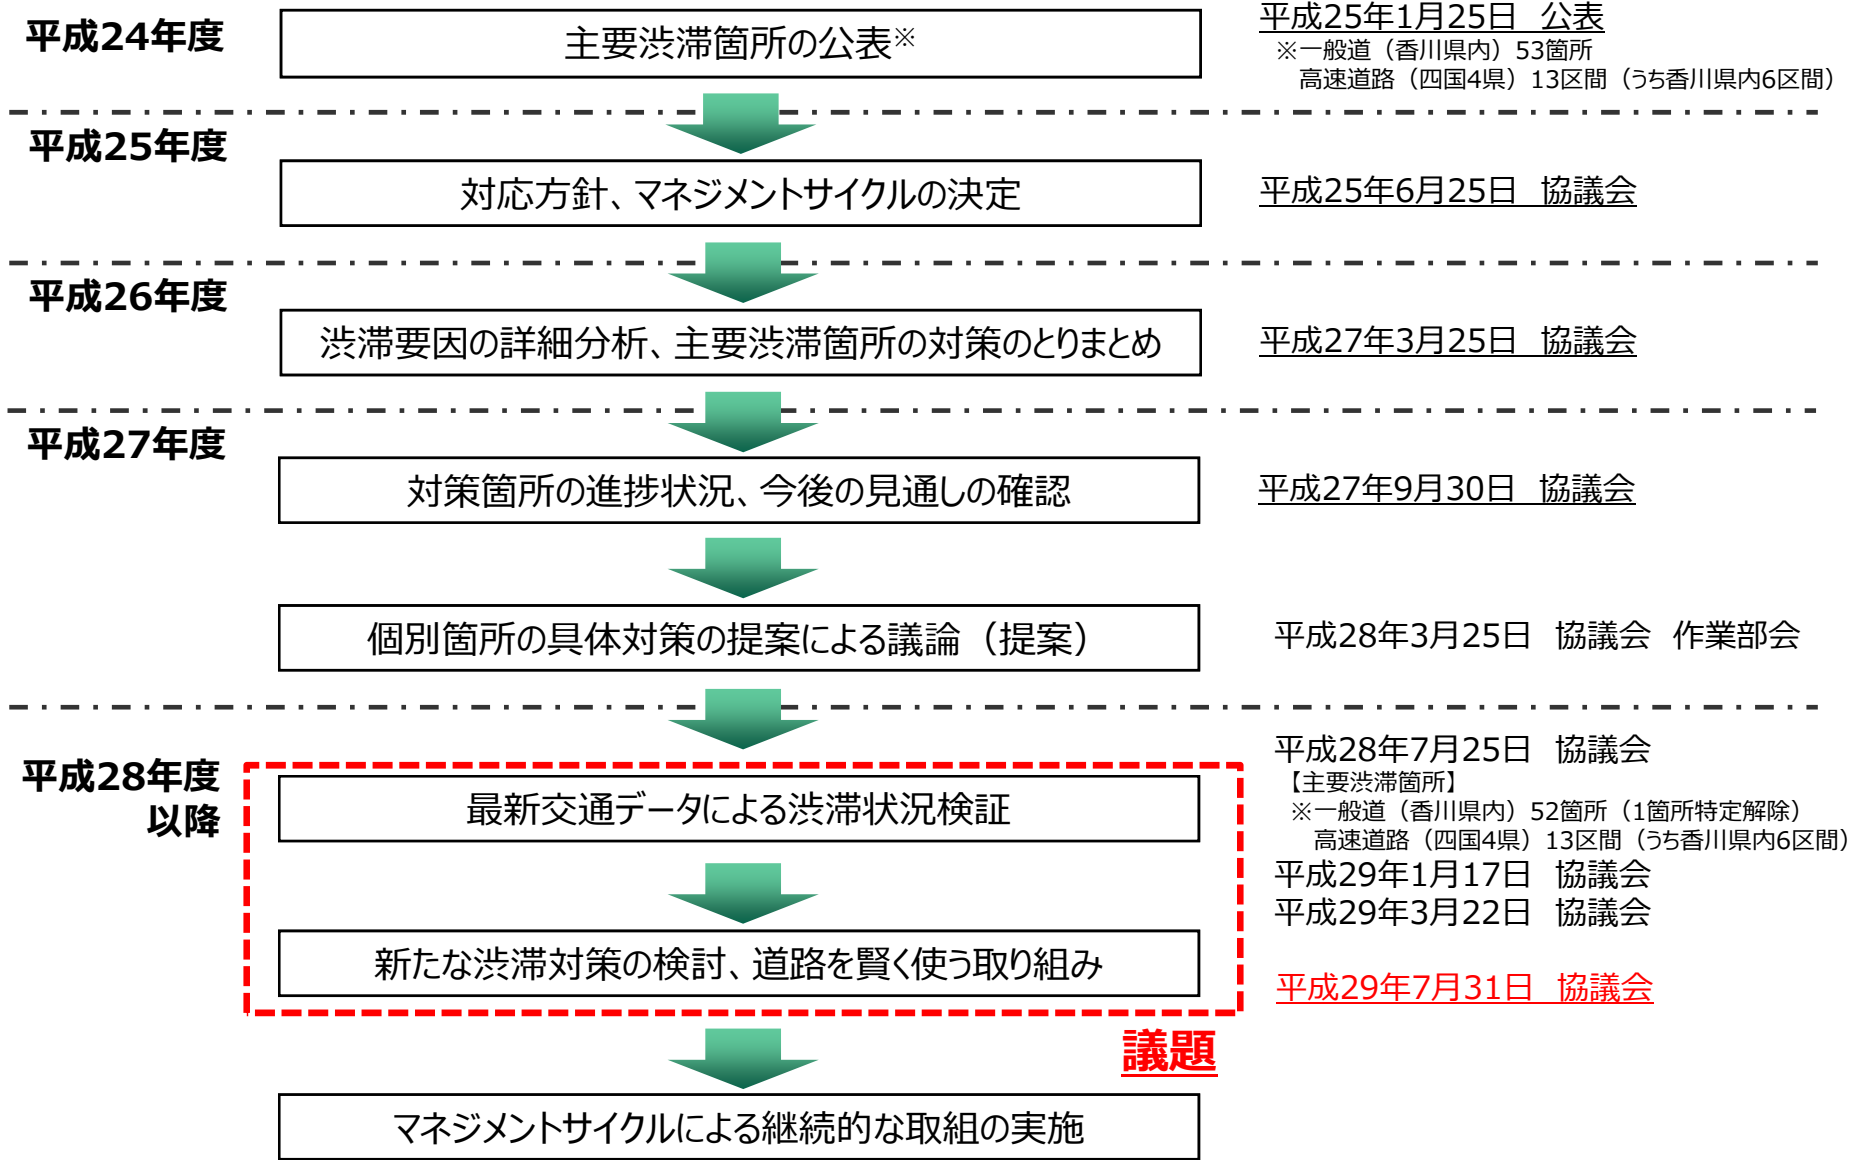 平成24年度
主要渋滞箇所の公表※
平成25年1月25日　公表
※一般道（香川県内）53箇所
高速道路（四国4県）13区間（うち香川県内6区間）
平成25年度
対応方針、マネジメントサイクルの決定
平成25年6月25日　協議会
平成26年度
渋滞要因の詳細分析、主要渋滞箇所の対策のとりまとめ
平成27年3月25日　協議会
平成27年度
対策箇所の進捗状況、今後の見通しの確認
平成27年9月30日　協議会
個別箇所の具体対策の提案による議論（提案）
平成28年3月25日　協議会　作業部会
平成28年度
以降
最新交通データによる渋滞状況検証
平成28年7月25日　協議会
【主要渋滞箇所】
※一般道（香川県内）52箇所（1箇所特定解除）
高速道路（四国4県）13区間（うち香川県内6区間）
平成29年1月17日　協議会
平成29年3月22日　協議会
新たな渋滞対策の検討、道路を賢く使う取り組み
平成29年7月31日　協議会
議題
マネジメントサイクルによる継続的な取組の実施